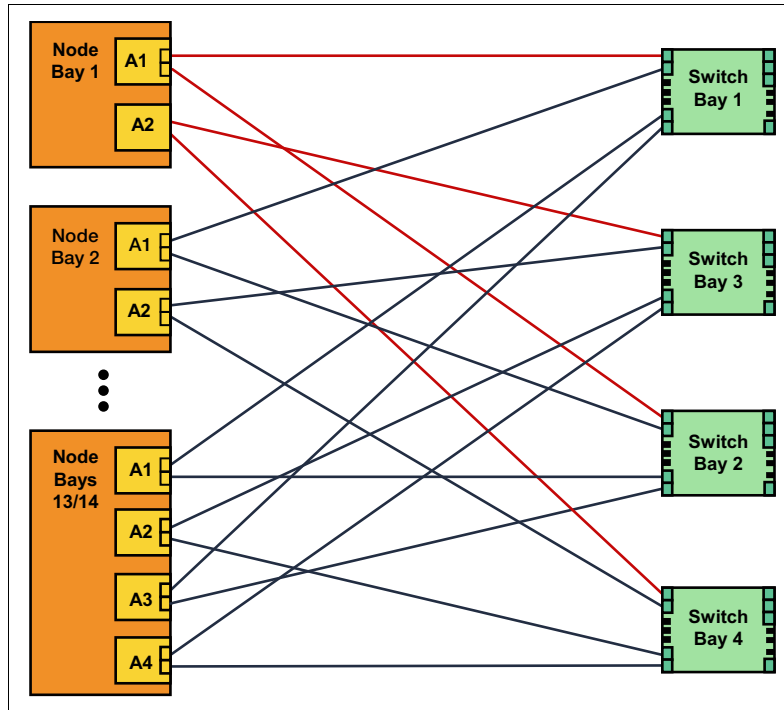 Node
Bay 1
A1
A2
Node
Bay 2
A1
A2
Node
Bays
13/14
A1
A2
A3
A4
Switch
Bay 1
Switch
Bay 3
Switch
Bay 2
Switch
Bay 4